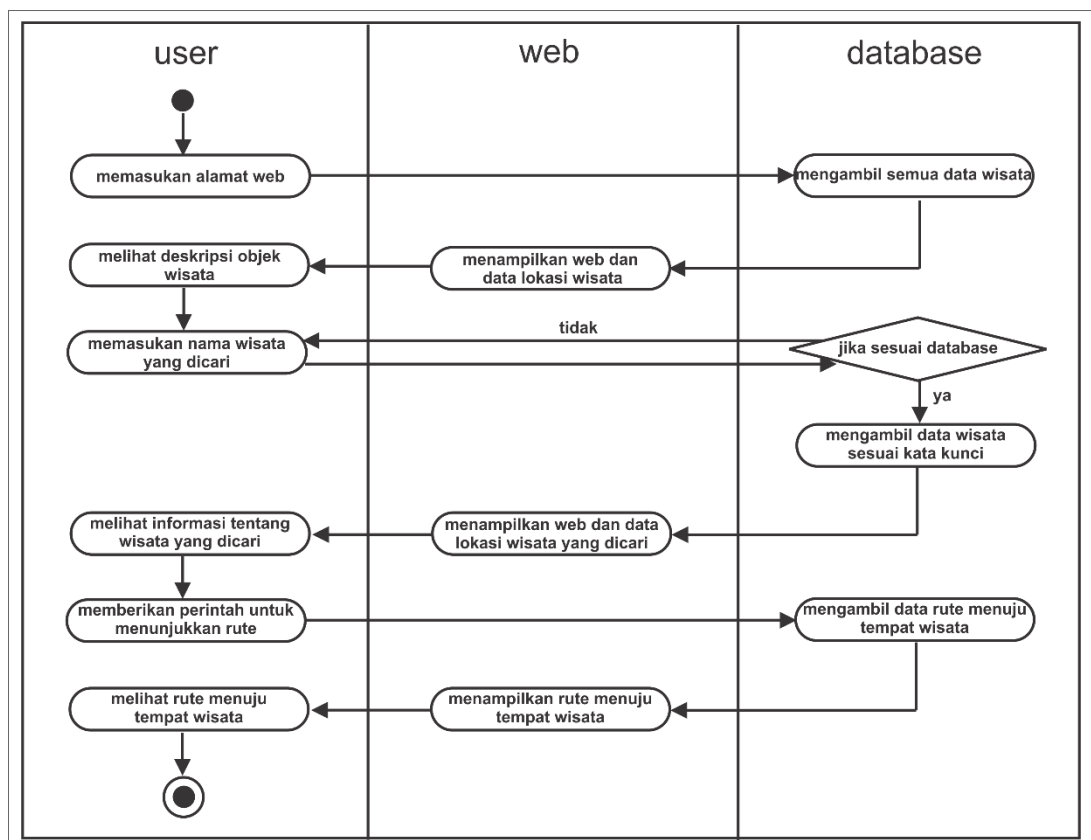 user
web
database
memasukan alamat web
mengambil semua data wisata
melihat deskripsi objek
wisata
menampilkan web dan
data lokasi wisata
tidak
memasukan nama wisata
yang dicari
jika sesuai database
ya
mengambil data wisata
sesuai kata kunci
melihat informasi tentang
wisata yang dicari
menampilkan web dan data
lokasi wisata yang dicari
memberikan perintah untuk
menunjukkan rute
mengambil data rute menuju
tempat wisata
melihat rute menuju
tempat wisata
menampilkan rute menuju
tempat wisata